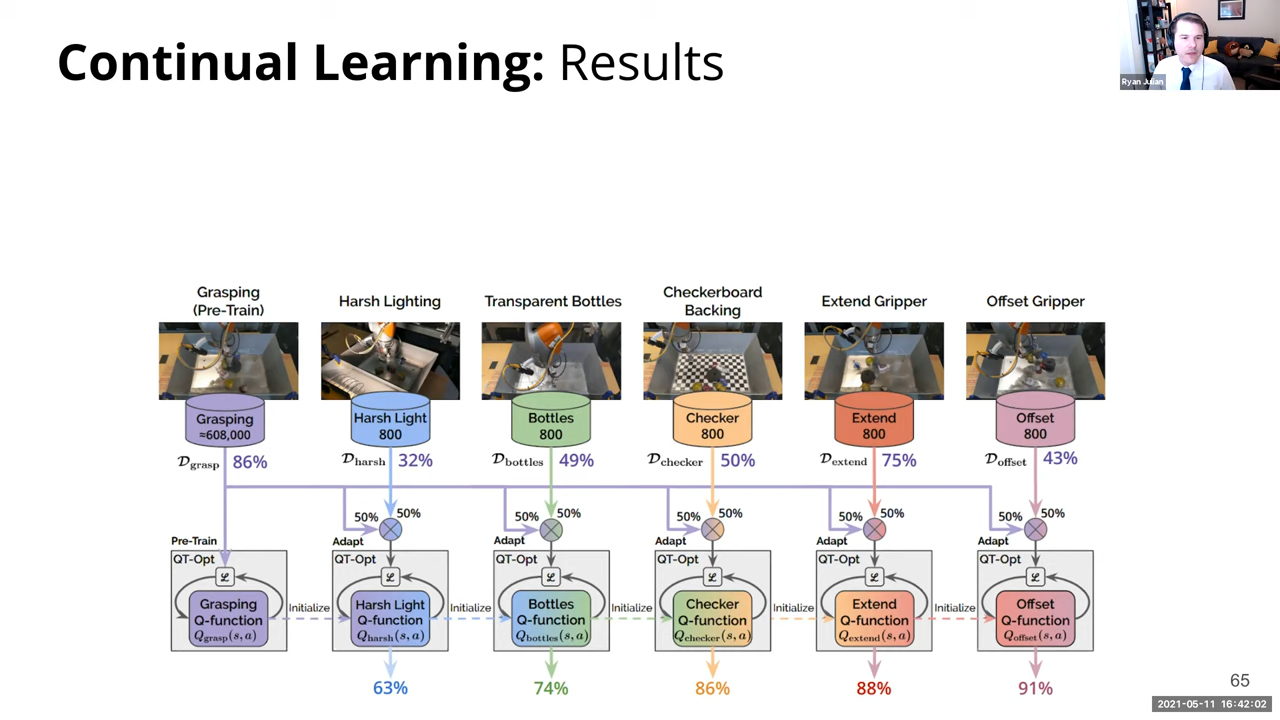 Continual Learning: Results
Ryan Julian
Grasping
(Pre-Train)
Harsh Lighting
Transparent Bottles
Checkerboard
Backing
Extend Gripper
Offset Gripper
Grasping
≈608,000
Harsh Light
800
Bottles
800
Checker
800
Extend
800
Offset
800
𝒟grasp 86%
𝒟harsh 32%
𝒟bottles 49%
𝒟checker 50%
𝒟extend 75%
𝒟offset 43%
50% 50%
50% 50%
50% 50%
50% 50%
50% 50%
Pre-Train
Adapt
Adapt
Adapt
Adapt
Adapt
QT-Opt
QT-Opt
QT-Opt
QT-Opt
QT-Opt
QT-Opt
ℒ
ℒ
ℒ
ℒ
ℒ
ℒ
Grasping
Q-function
Qgrasp(s, a)
Initialize
Harsh Light
Q-function
Qharsh(s, a)
Initialize
Bottles
Q-function
Qbottles(s, a)
Initialize
Checker
Q-function
Qchecker(s, a)
Initialize
Extend
Q-function
Qextend(s, a)
Initialize
Offset
Q-function
Qoffset(s, a)
63%
74%
86%
88%
91%
65
2021-05-11 16:42:02